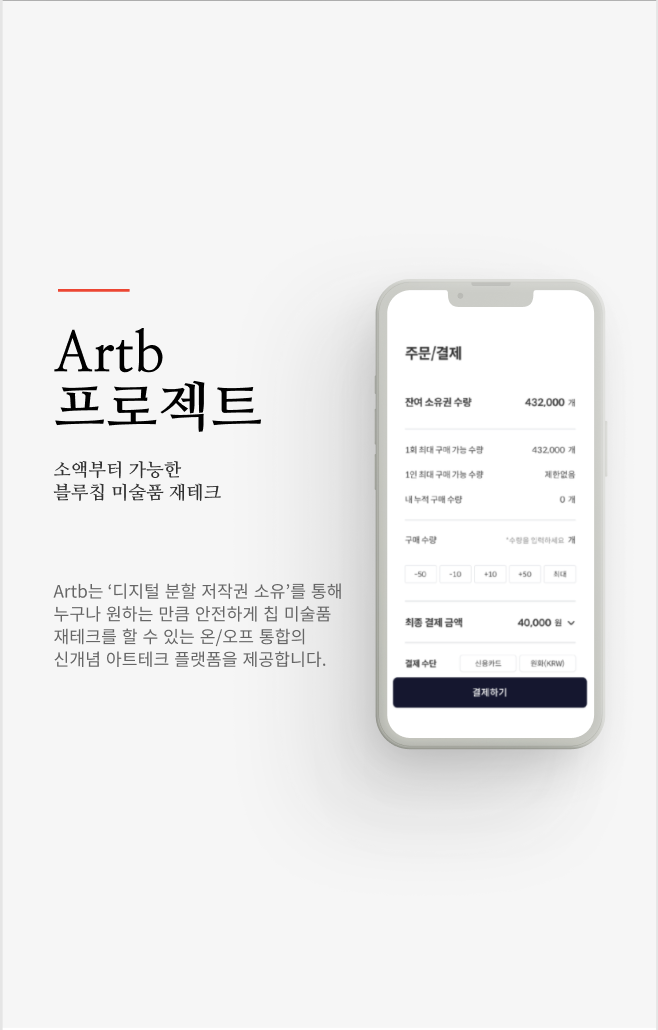 Artb
프로젝트
소액부터 가능한
블루칩 미술품 재테크
Artb는 ‘디지털 분할 저작권 소유’를 통해
누구나 원하는 만큼 안전하게 칩 미술품
재테크를 할 수 있는 온/오프 통합의
신개념 아트테크 플랫폼을 제공합니다.
주문/결제
잔여 소유권 수량 432,000 개
1회 최대 구매 가능 수량 432,000 개
1인 최대 구매 가능 수량 제한없음
내 누적 구매 수량 0 개
구매 수량 *수량을 입력하세요 개
-50 -10 +10 +50 최대
최종 결제 금액 40,000 원
결제 수단 신용카드 원화(KRW)
결제하기